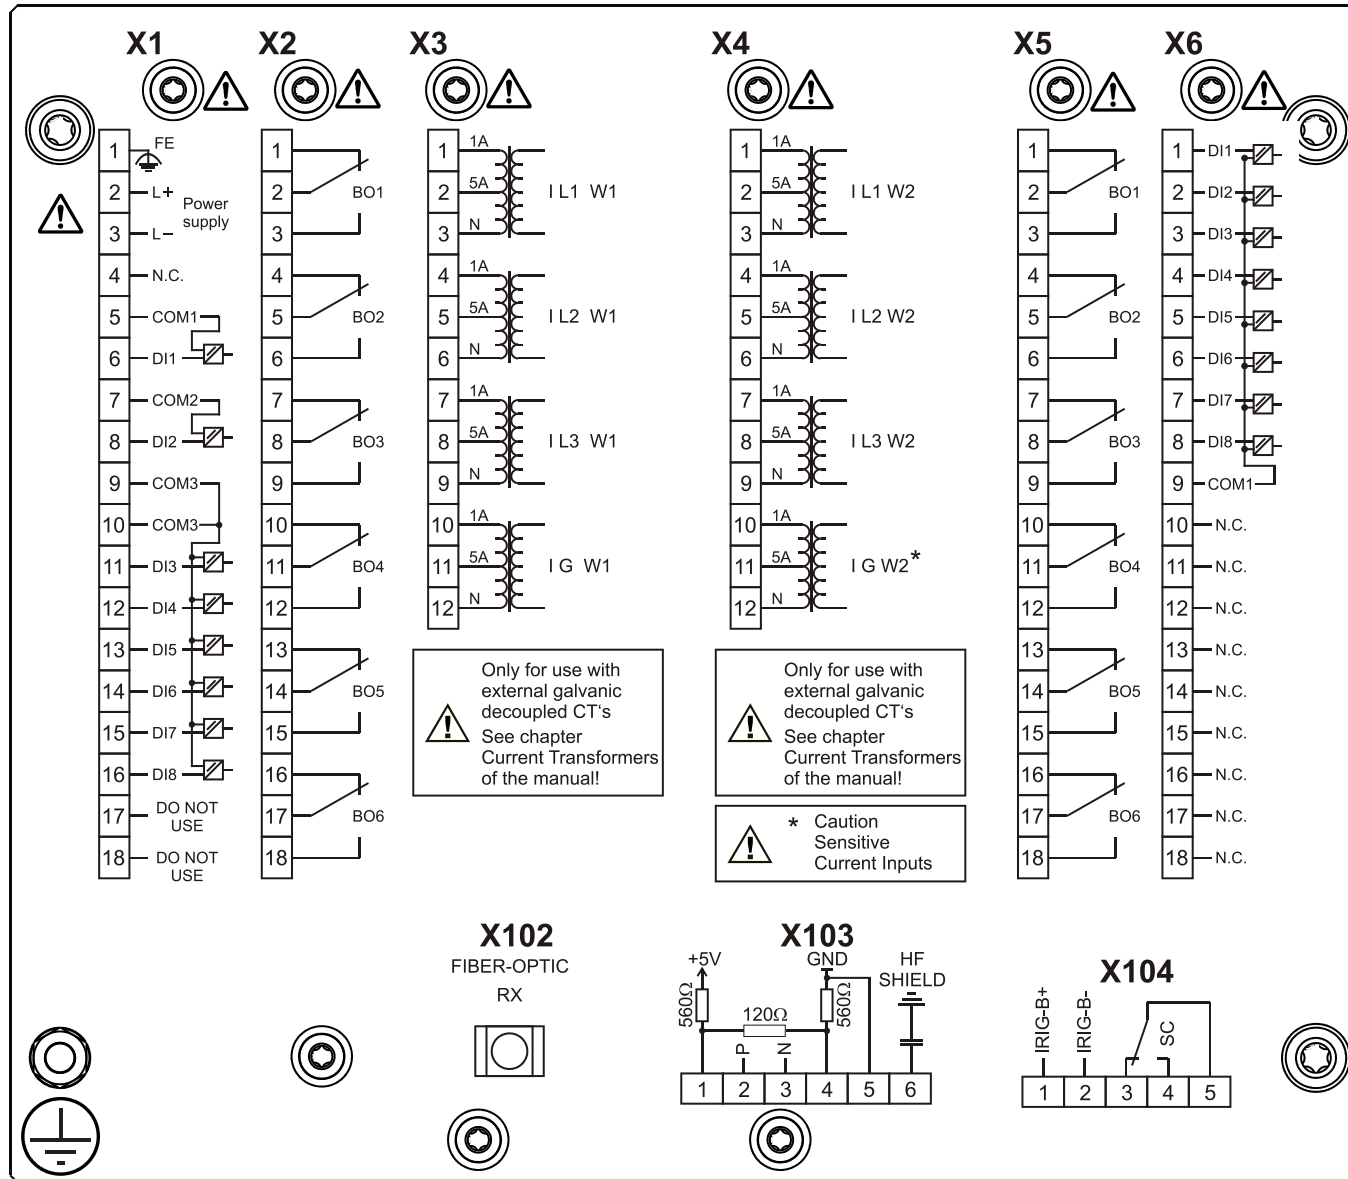 X1
1 FE
2 L+ Power
supply
3 L−
4 N.C.
5 COM1
6 DI1
7 COM2
8 DI2
9 COM3
10 COM3
11 DI3
12 DI4
13 DI5
14 DI6
15 DI7
16 DI8
17 DO NOT
USE
18 DO NOT
USE
X2
1
2 BO1
3
4
5 BO2
6
7
8 BO3
9
10
11 BO4
12
13
14 BO5
15
16
17 BO6
18
X3
1 1A
2 5A I L1 W1
3 N
4 1A
5 5A I L2 W1
6 N
7 1A
8 5A I L3 W1
9 N
10 1A
11 5A I G W1
12 N
Only for use with
external galvanic
decoupled CT‘s
See chapter
Current Transformers
of the manual!
X4
1 1A
2 5A I L1 W2
3 N
4 1A
5 5A I L2 W2
6 N
7 1A
8 5A I L3 W2
9 N
10 1A
11 5A I G W2*
12 N
Only for use with
external galvanic
decoupled CT‘s
See chapter
Current Transformers
of the manual!
* Caution
Sensitive
Current Inputs
X5
1
2 BO1
3
4
5 BO2
6
7
8 BO3
9
10
11 BO4
12
13
14 BO5
15
16
17 BO6
18
X6
1 DI1
2 DI2
3 DI3
4 DI4
5 DI5
6 DI6
7 DI7
8 DI8
9 COM1
10 N.C.
11 N.C.
12 N.C.
13 N.C.
14 N.C.
15 N.C.
16 N.C.
17 N.C.
18 N.C.
X102
FIBER-OPTIC
RX
X103
+5V GND HF
SHIELD
560Ω 120Ω 560Ω
P N
1 2 3 4 5 6
X104
IRIG-B+ IRIG-B- SC
1 2 3 4 5